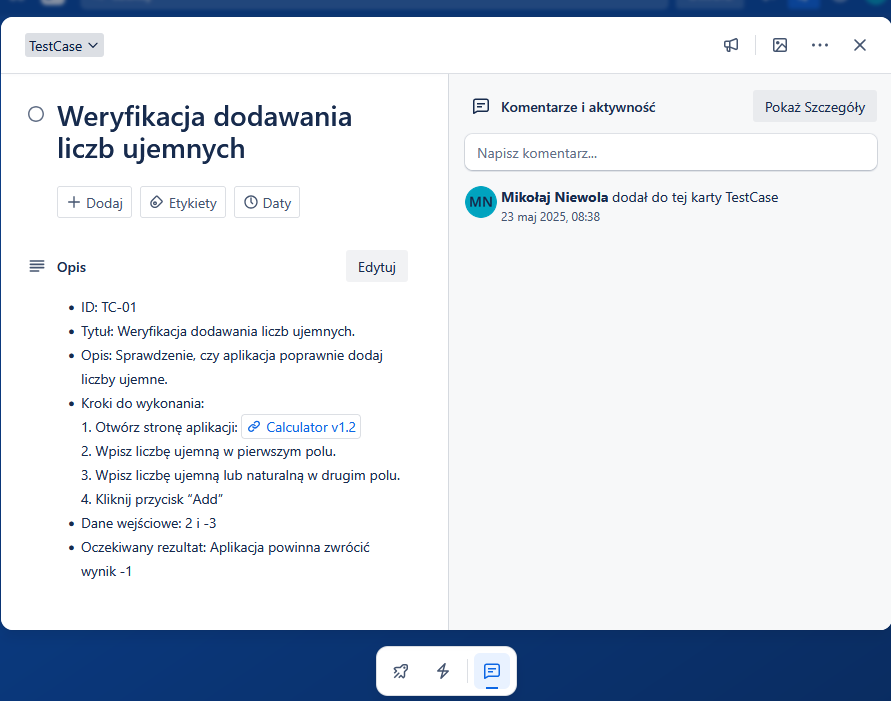 TestCase
Weryfikacja dodawania
liczb ujemnych
Dodaj
Etykiety
Daty
Opis
Edytuj
• ID: TC-01
• Tytuł: Weryfikacja dodawania liczb ujemnych.
• Opis: Sprawdzenie, czy aplikacja poprawnie dodaj
liczby ujemne.
• Kroki do wykonania:
1. Otwórz stronę aplikacji: Calculator v1.2
2. Wpisz liczbę ujemną w pierwszym polu.
3. Wpisz liczbę ujemną lub naturalną w drugim polu.
4. Kliknij przycisk “Add”
• Dane wejściowe: 2 i -3
• Oczekiwany rezultat: Aplikacja powinna zwrócić
wynik -1
Komentarze i aktywność
Pokaż Szczegóły
Napisz komentarz...
MN
Mikołaj Niewola dodał do tej karty TestCase
23 maj 2025, 08:38